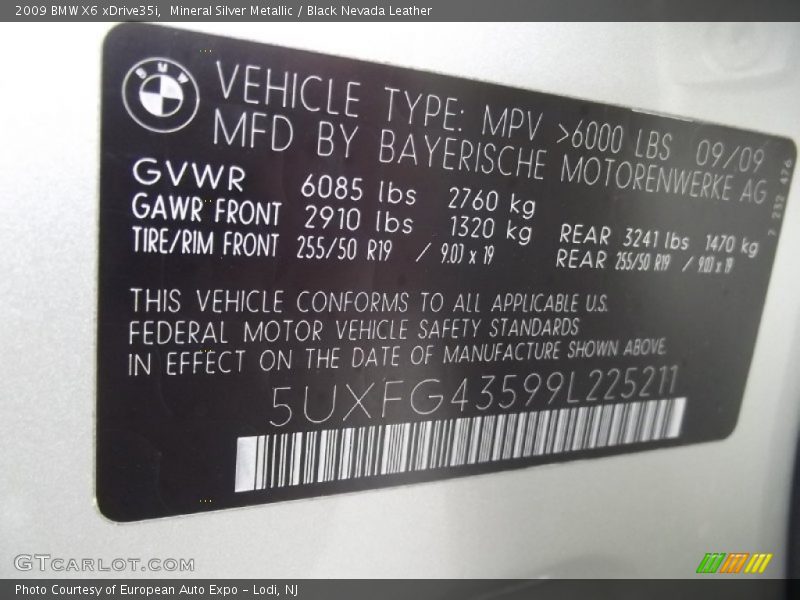 2009 BMW X6 xDrive35i,  Mineral Silver Metallic / Black Nevada Leather
BMW
VEHICLE TYPE: MPV >6000 LBS 09/09
MFD BY BAYERISCHE MOTORENWERKE AG
GVWR 6085 lbs 2760 kg
GAWR FRONT 2910 lbs 1320 kg REAR 3241 lbs 1470 kg
TIRE/RIM FRONT 255/50 R19 / 9.0J x 19 REAR 255/50 R19 / 9.0J x 19
7 232 476
THIS VEHICLE CONFORMS TO ALL APPLICABLE U.S.
FEDERAL MOTOR VEHICLE SAFETY STANDARDS
IN EFFECT ON THE DATE OF MANUFACTURE SHOWN ABOVE.
5UXFG43599L225211
GTCARLOT.COM
Photo Courtesy of European Auto Expo - Lodi, NJ